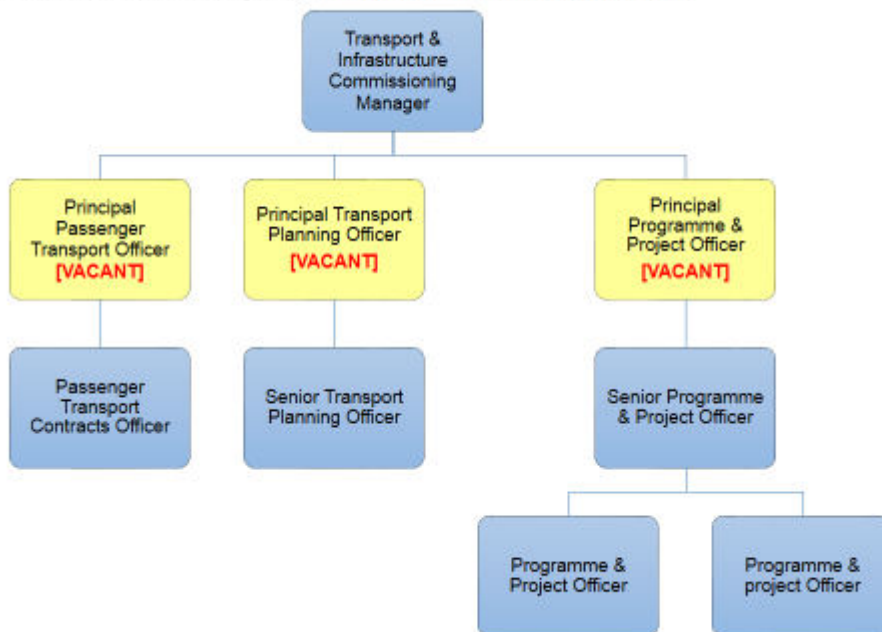 Transport &
Infrastructure
Commissioning
Manager
Principal
Passenger
Transport Officer
[VACANT]
Principal Transport
Planning Officer
[VACANT]
Principal
Programme &
Project Officer
[VACANT]
Passenger
Transport
Contracts Officer
Senior Transport
Planning Officer
Senior Programme
& Project Officer
Programme &
Project Officer
Programme &
project Officer